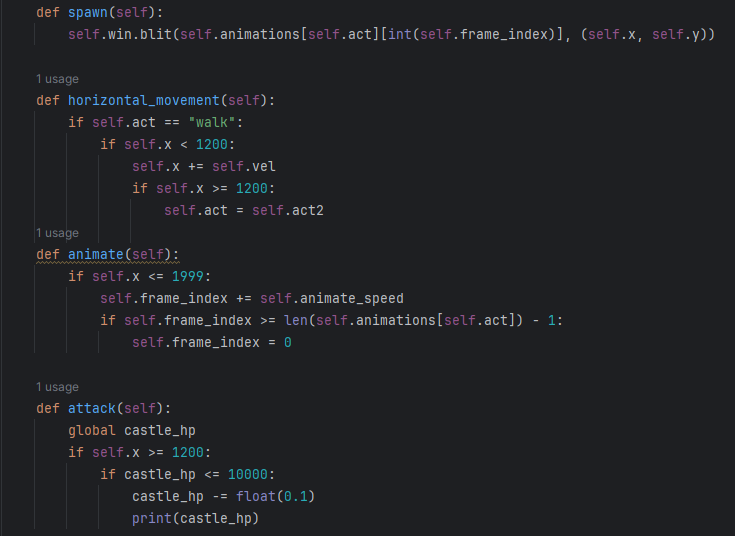 def spawn(self):
    self.win.blit(self.animations[self.act][int(self.frame_index)], (self.x, self.y))
1 usage
def horizontal_movement(self):
    if self.act == "walk":
        if self.x < 1200:
            self.x += self.vel
            if self.x >= 1200:
                self.act = self.act2
1 usage
def animate(self):
    if self.x <= 1999:
        self.frame_index += self.animate_speed
        if self.frame_index >= len(self.animations[self.act]) - 1:
            self.frame_index = 0
1 usage
def attack(self):
    global castle_hp
    if self.x >= 1200:
        if castle_hp <= 10000:
            castle_hp -= float(0.1)
            print(castle_hp)